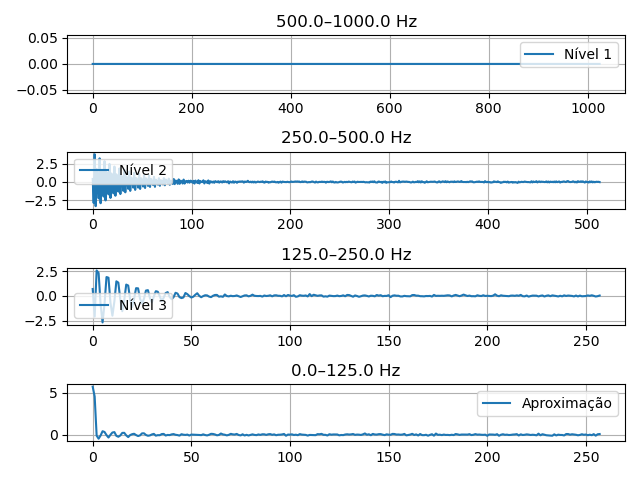 500.0–1000.0 Hz
0.05
0.00
−0.05
Nível 1
0 200 400 600 800 1000
250.0–500.0 Hz
2.5
0.0
−2.5
Nível 2
0 100 200 300 400 500
125.0–250.0 Hz
2.5
0.0
−2.5
Nível 3
0 50 100 150 200 250
0.0–125.0 Hz
5
0
Aproximação
0 50 100 150 200 250